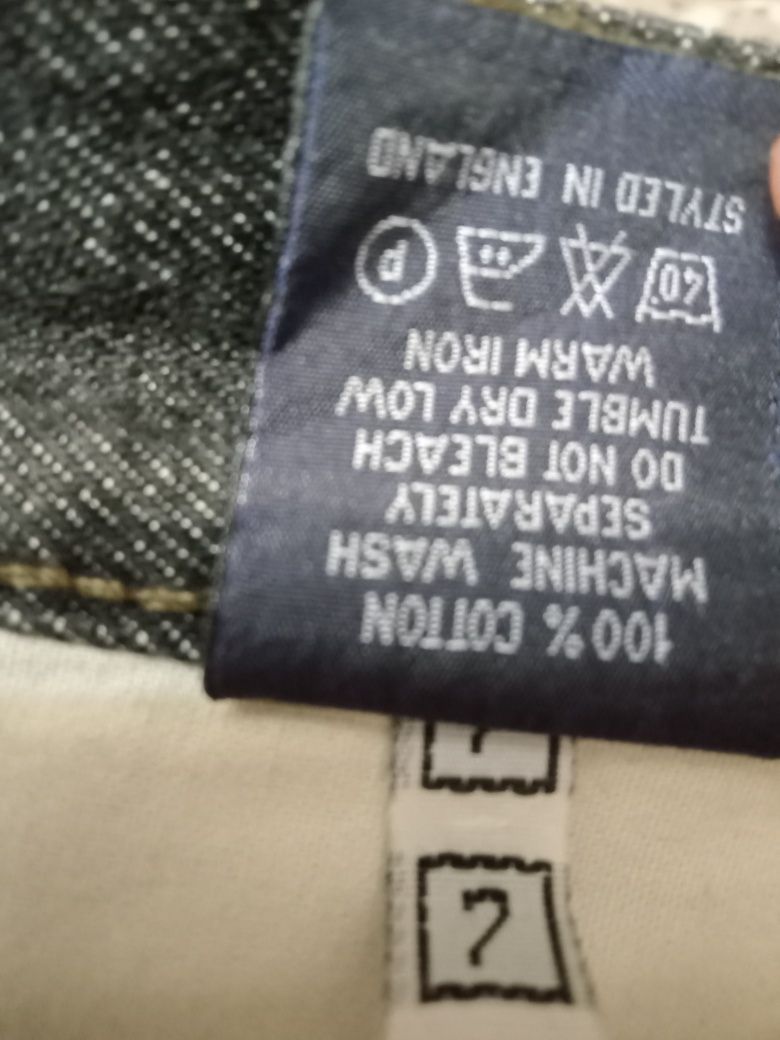 100% COTTON
MACHINE WASH
SEPARATELY
DO NOT BLEACH
TUMBLE DRY LOW
WARM IRON
40 P
STYLED IN ENGLAND
7